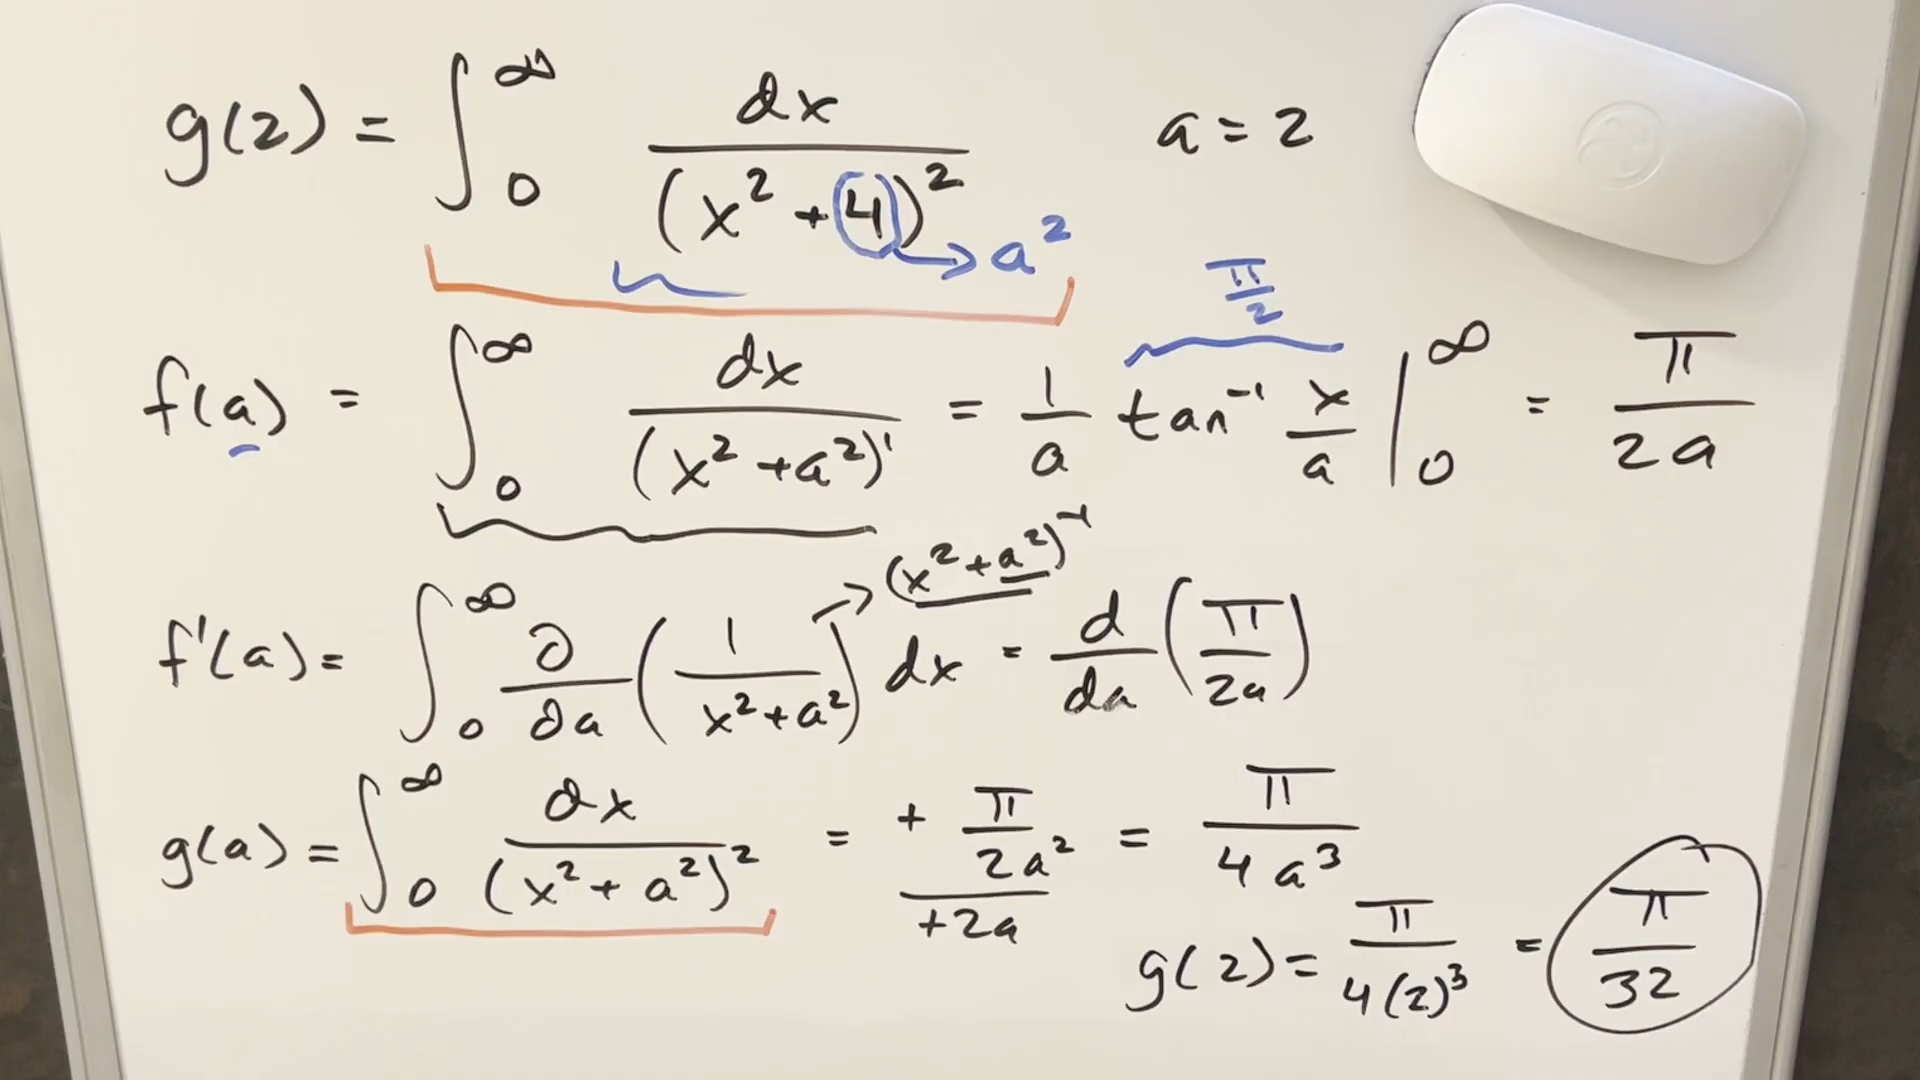 g(2) = ∫₀^∞ dx / (x² + 4)² → a²    a = 2
f(a) = ∫₀^∞ dx / (x² + a²)¹ = 1/a tan⁻¹ x/a |₀^∞ = π/2a    π/2
f'(a) = ∫₀^∞ ∂/∂a (1 / x² + a²) dx = d/da (π/2a)    → (x² + a²)⁻¹
g(a) = ∫₀^∞ dx / (x² + a²)² = + π/2a² / +2a = π / 4a³
g(2) = π / 4(2)³ = π/32